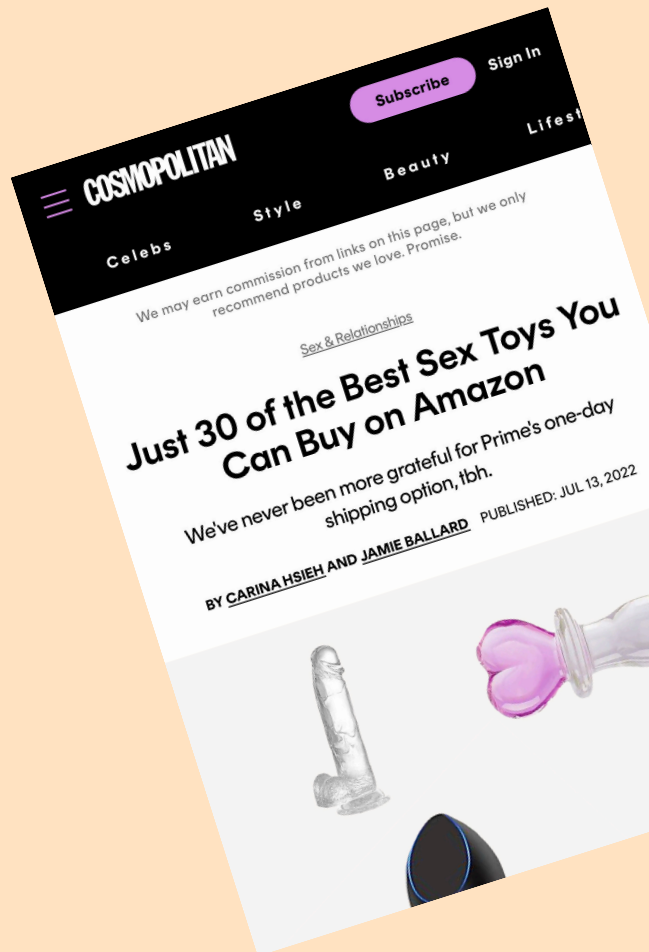 Subscribe
Sign In
COSMOPOLITAN
Celebs
Style
Beauty
Lifest
We may earn commission from links on this page, but we only
recommend products we love. Promise.
Sex & Relationships
Just 30 of the Best Sex Toys You
Can Buy on Amazon
We've never been more grateful for Prime's one-day
shipping option, tbh.
BY CARINA HSIEH AND JAMIE BALLARD PUBLISHED: JUL 13, 2022